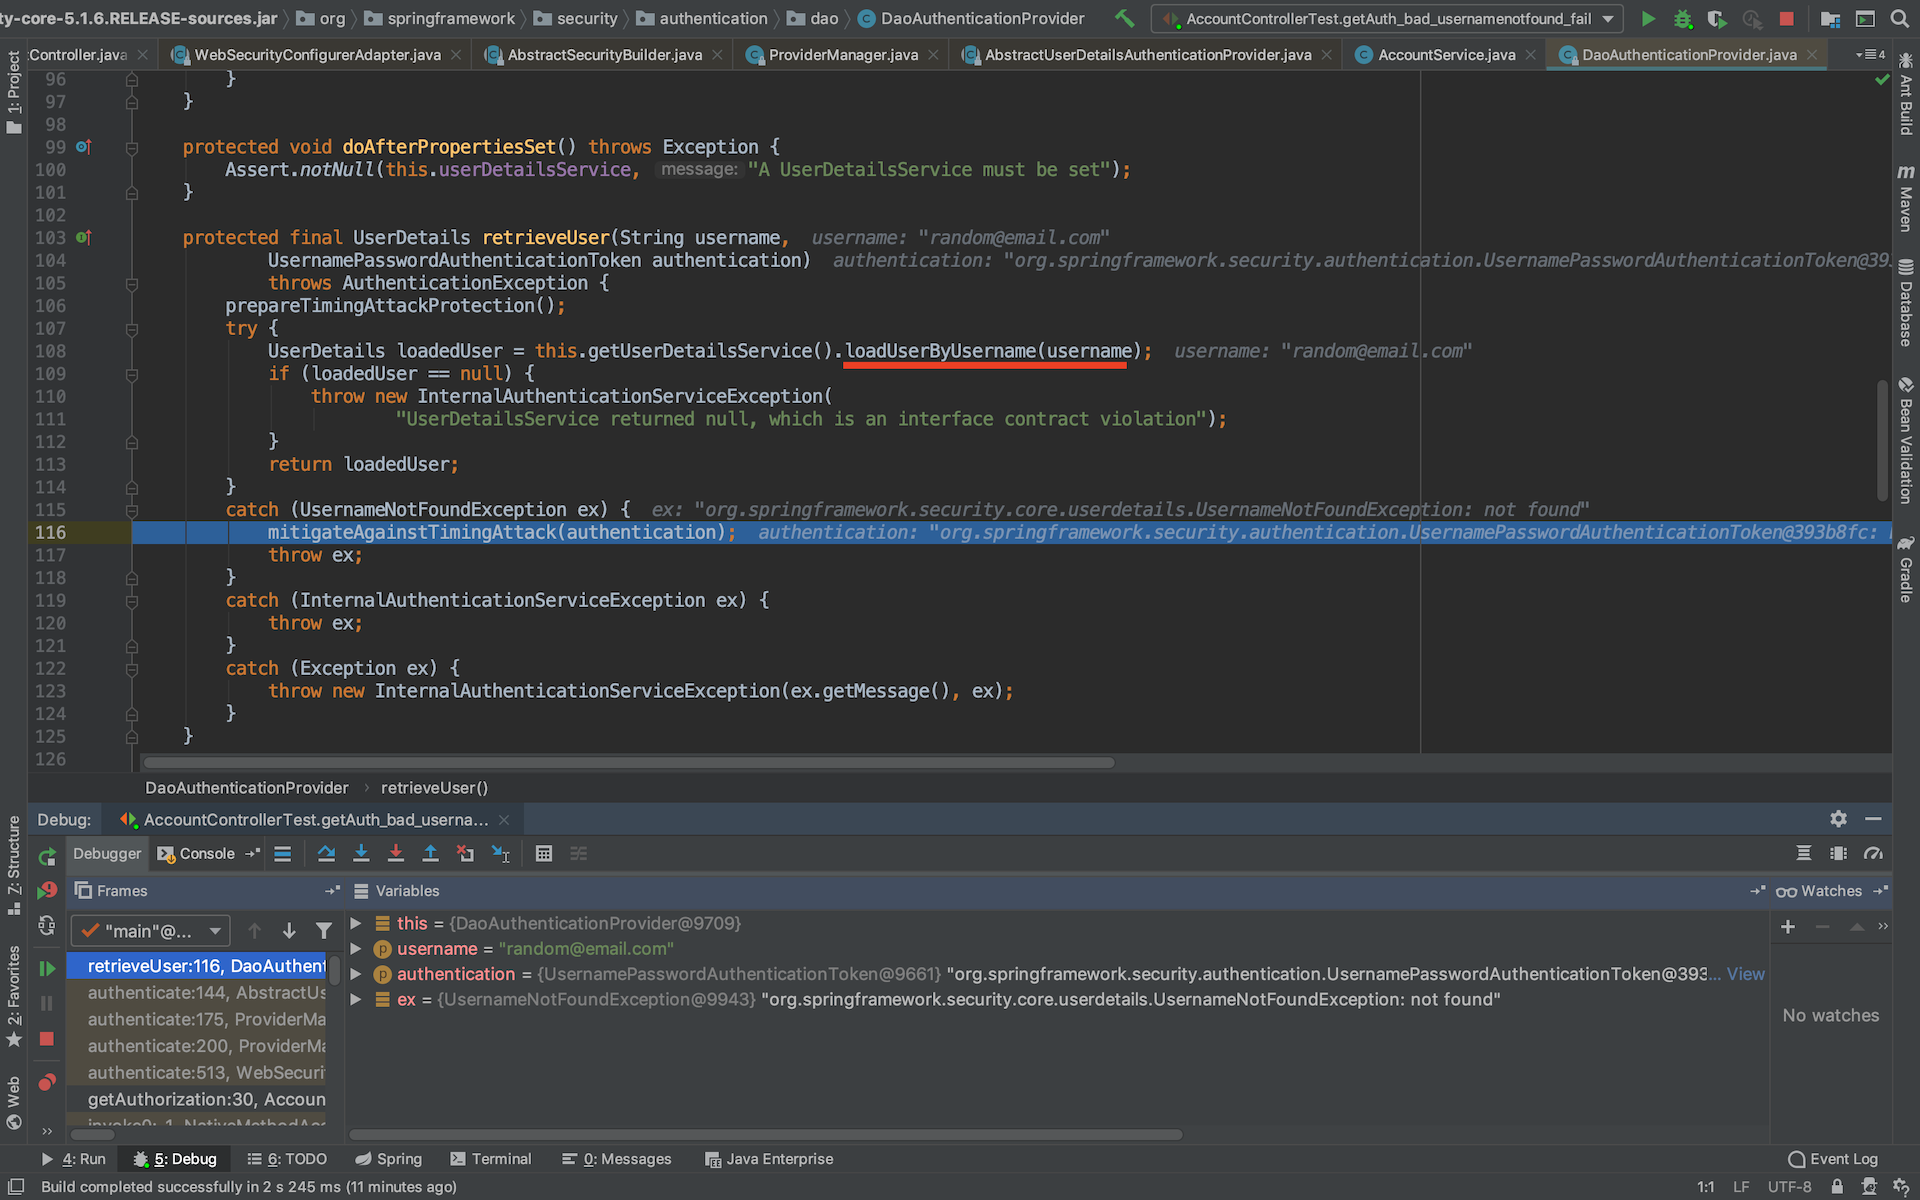 ty-core-5.1.6.RELEASE-sources.jar org springframework security authentication dao DaoAuthenticationProvider AccountControllerTest.getAuth_bad_usernamenotfound_fail
Controller.java WebSecurityConfigurerAdapter.java AbstractSecurityBuilder.java ProviderManager.java AbstractUserDetailsAuthenticationProvider.java AccountService.java DaoAuthenticationProvider.java 4
96 }
97 }
98
99 protected void doAfterPropertiesSet() throws Exception {
100 Assert.notNull(this.userDetailsService, message: "A UserDetailsService must be set");
101 }
102
103 protected final UserDetails retrieveUser(String username, username: "random@email.com"
104 UsernamePasswordAuthenticationToken authentication) authentication: "org.springframework.security.authentication.UsernamePasswordAuthenticationToken@39
105 throws AuthenticationException {
106 prepareTimingAttackProtection();
107 try {
108 UserDetails loadedUser = this.getUserDetailsService().loadUserByUsername(username); username: "random@email.com"
109 if (loadedUser == null) {
110 throw new InternalAuthenticationServiceException(
111 "UserDetailsService returned null, which is an interface contract violation");
112 }
113 return loadedUser;
114 }
115 catch (UsernameNotFoundException ex) { ex: "org.springframework.security.core.userdetails.UsernameNotFoundException: not found"
116 mitigateAgainstTimingAttack(authentication); authentication: "org.springframework.security.authentication.UsernamePasswordAuthenticationToken@393b8fc:
117 throw ex;
118 }
119 catch (InternalAuthenticationServiceException ex) {
120 throw ex;
121 }
122 catch (Exception ex) {
123 throw new InternalAuthenticationServiceException(ex.getMessage(), ex);
124 }
125 }
126
1: Project
Z: Structure
2: Favorites
Web
Ant Build
m Maven
Database
Bean Validation
Gradle
DaoAuthenticationProvider › retrieveUser()
Debug: AccountControllerTest.getAuth_bad_userna...
Debugger Console
Frames Variables Watches
"main"@...
retrieveUser:116, DaoAuthent
authenticate:144, AbstractUs
authenticate:175, ProviderMa
authenticate:200, ProviderMa
authenticate:513, WebSecurit
getAuthorization:30, Accoun
this = {DaoAuthenticationProvider@9709}
username = "random@email.com"
authentication = {UsernamePasswordAuthenticationToken@9661} "org.springframework.security.authentication.UsernamePasswordAuthenticationToken@393... View
ex = {UsernameNotFoundException@9943} "org.springframework.security.core.userdetails.UsernameNotFoundException: not found"
No watches
4: Run 5: Debug 6: TODO Spring Terminal 0: Messages Java Enterprise Event Log
Build completed successfully in 2 s 245 ms (11 minutes ago) 1:1 LF UTF-8